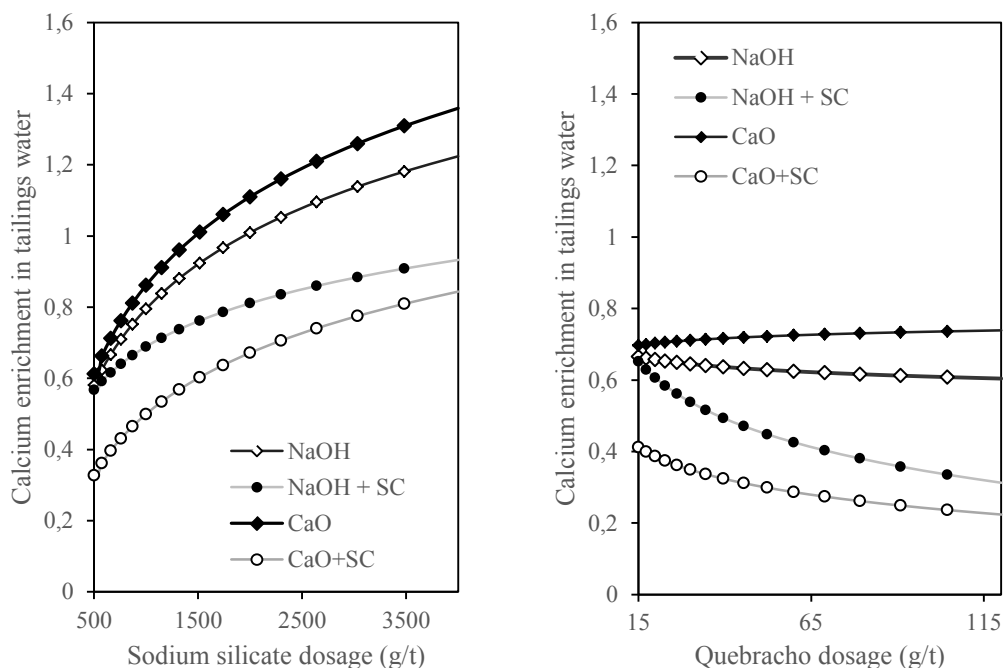 Calcium enrichment in tailings water
1,6
1,4
1,2
1
0,8
0,6
0,4
0,2
0
500
1500
2500
3500
Sodium silicate dosage (g/t)
NaOH
NaOH + SC
CaO
CaO+SC
Calcium enrichment in tailings water
1,6
1,4
1,2
1
0,8
0,6
0,4
0,2
0
15
65
115
Quebracho dosage (g/t)
NaOH
NaOH + SC
CaO
CaO+SC